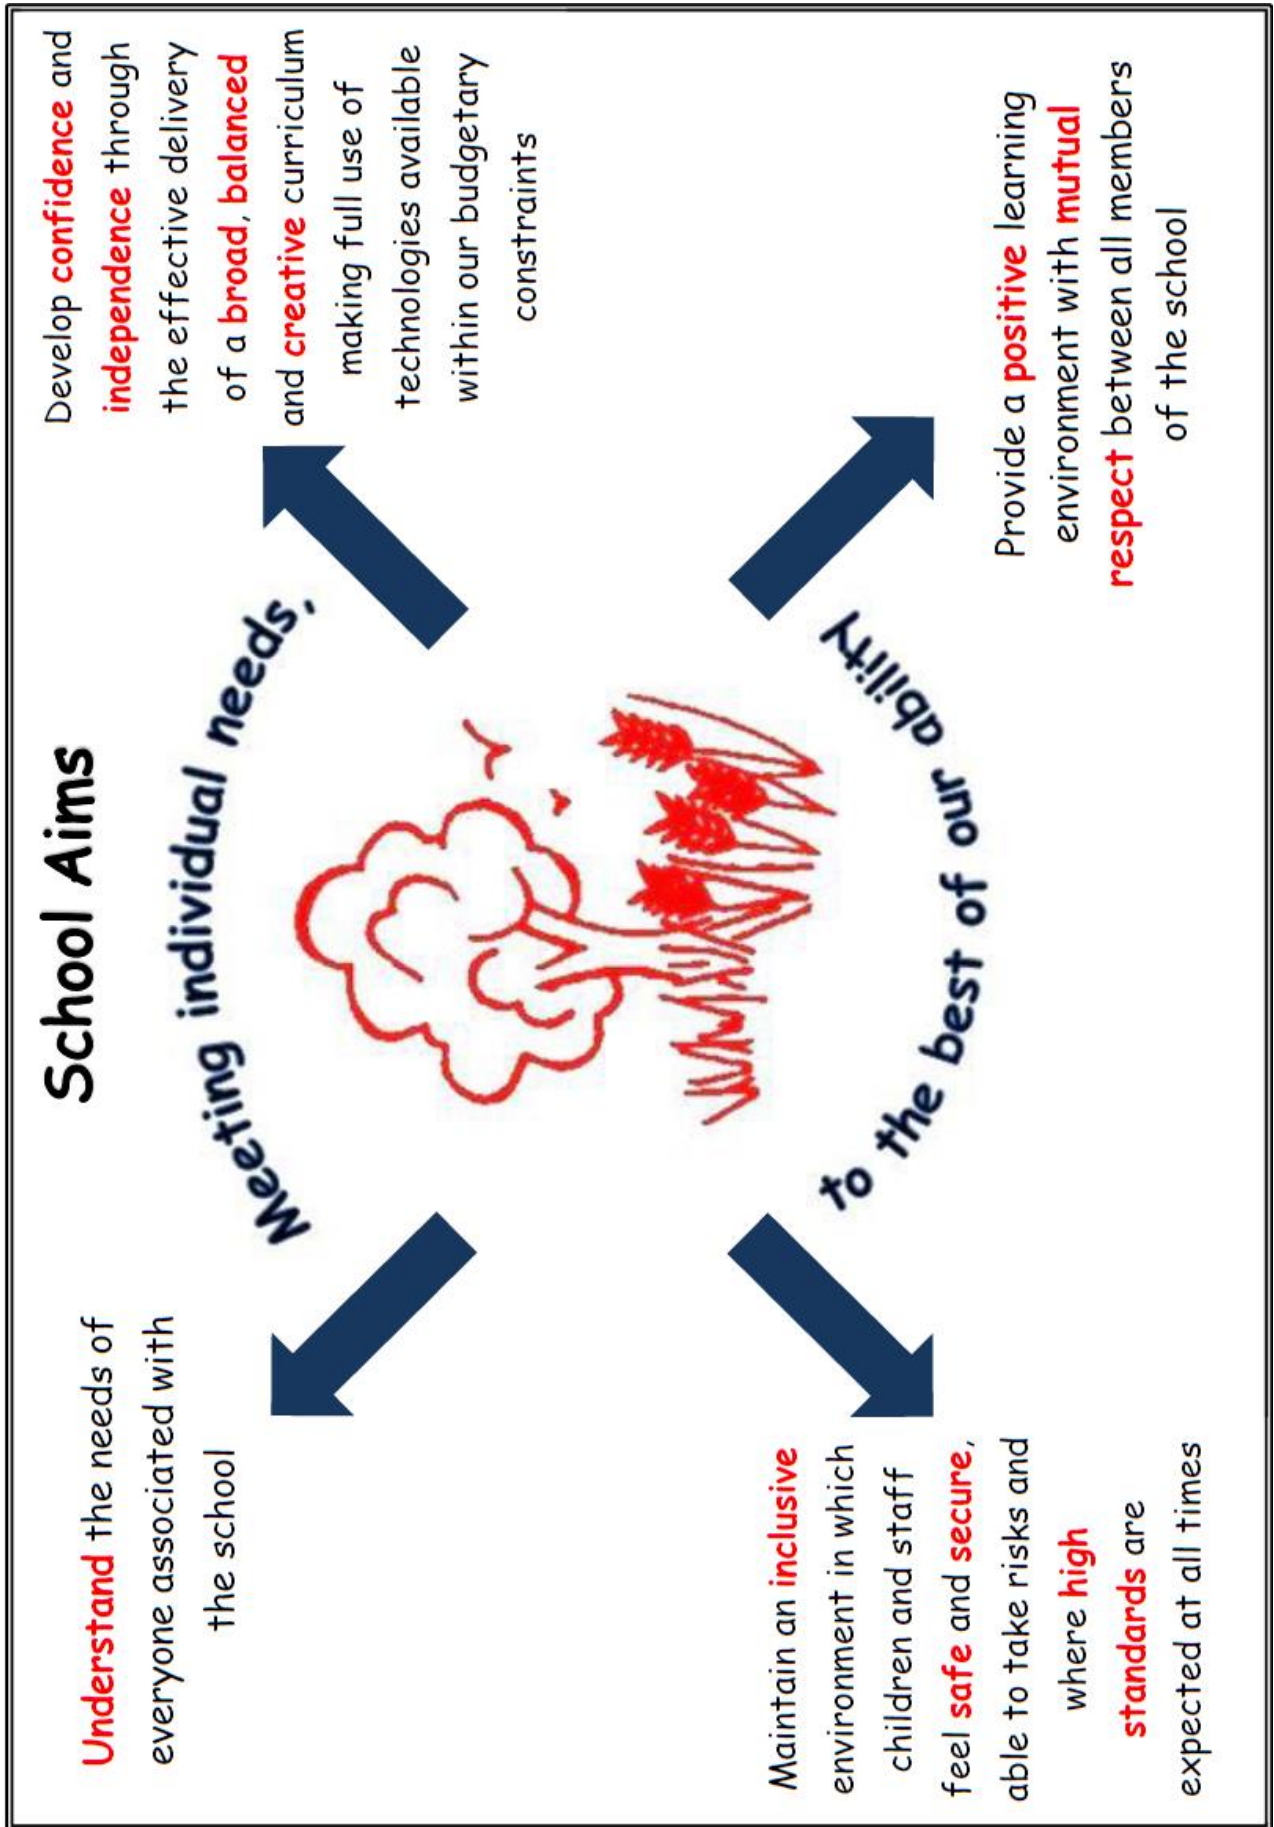 School Aims
Understand the needs of
everyone associated with
the school
Meeting individual needs,
Develop confidence and
independence through
the effective delivery
of a broad, balanced
and creative curriculum
making full use of
technologies available
within our budgetary
constraints
to the best of our ability
Maintain an inclusive
environment in which
children and staff
feel safe and secure,
able to take risks and
where high
standards are
expected at all times
Provide a positive learning
environment with mutual
respect between all members
of the school